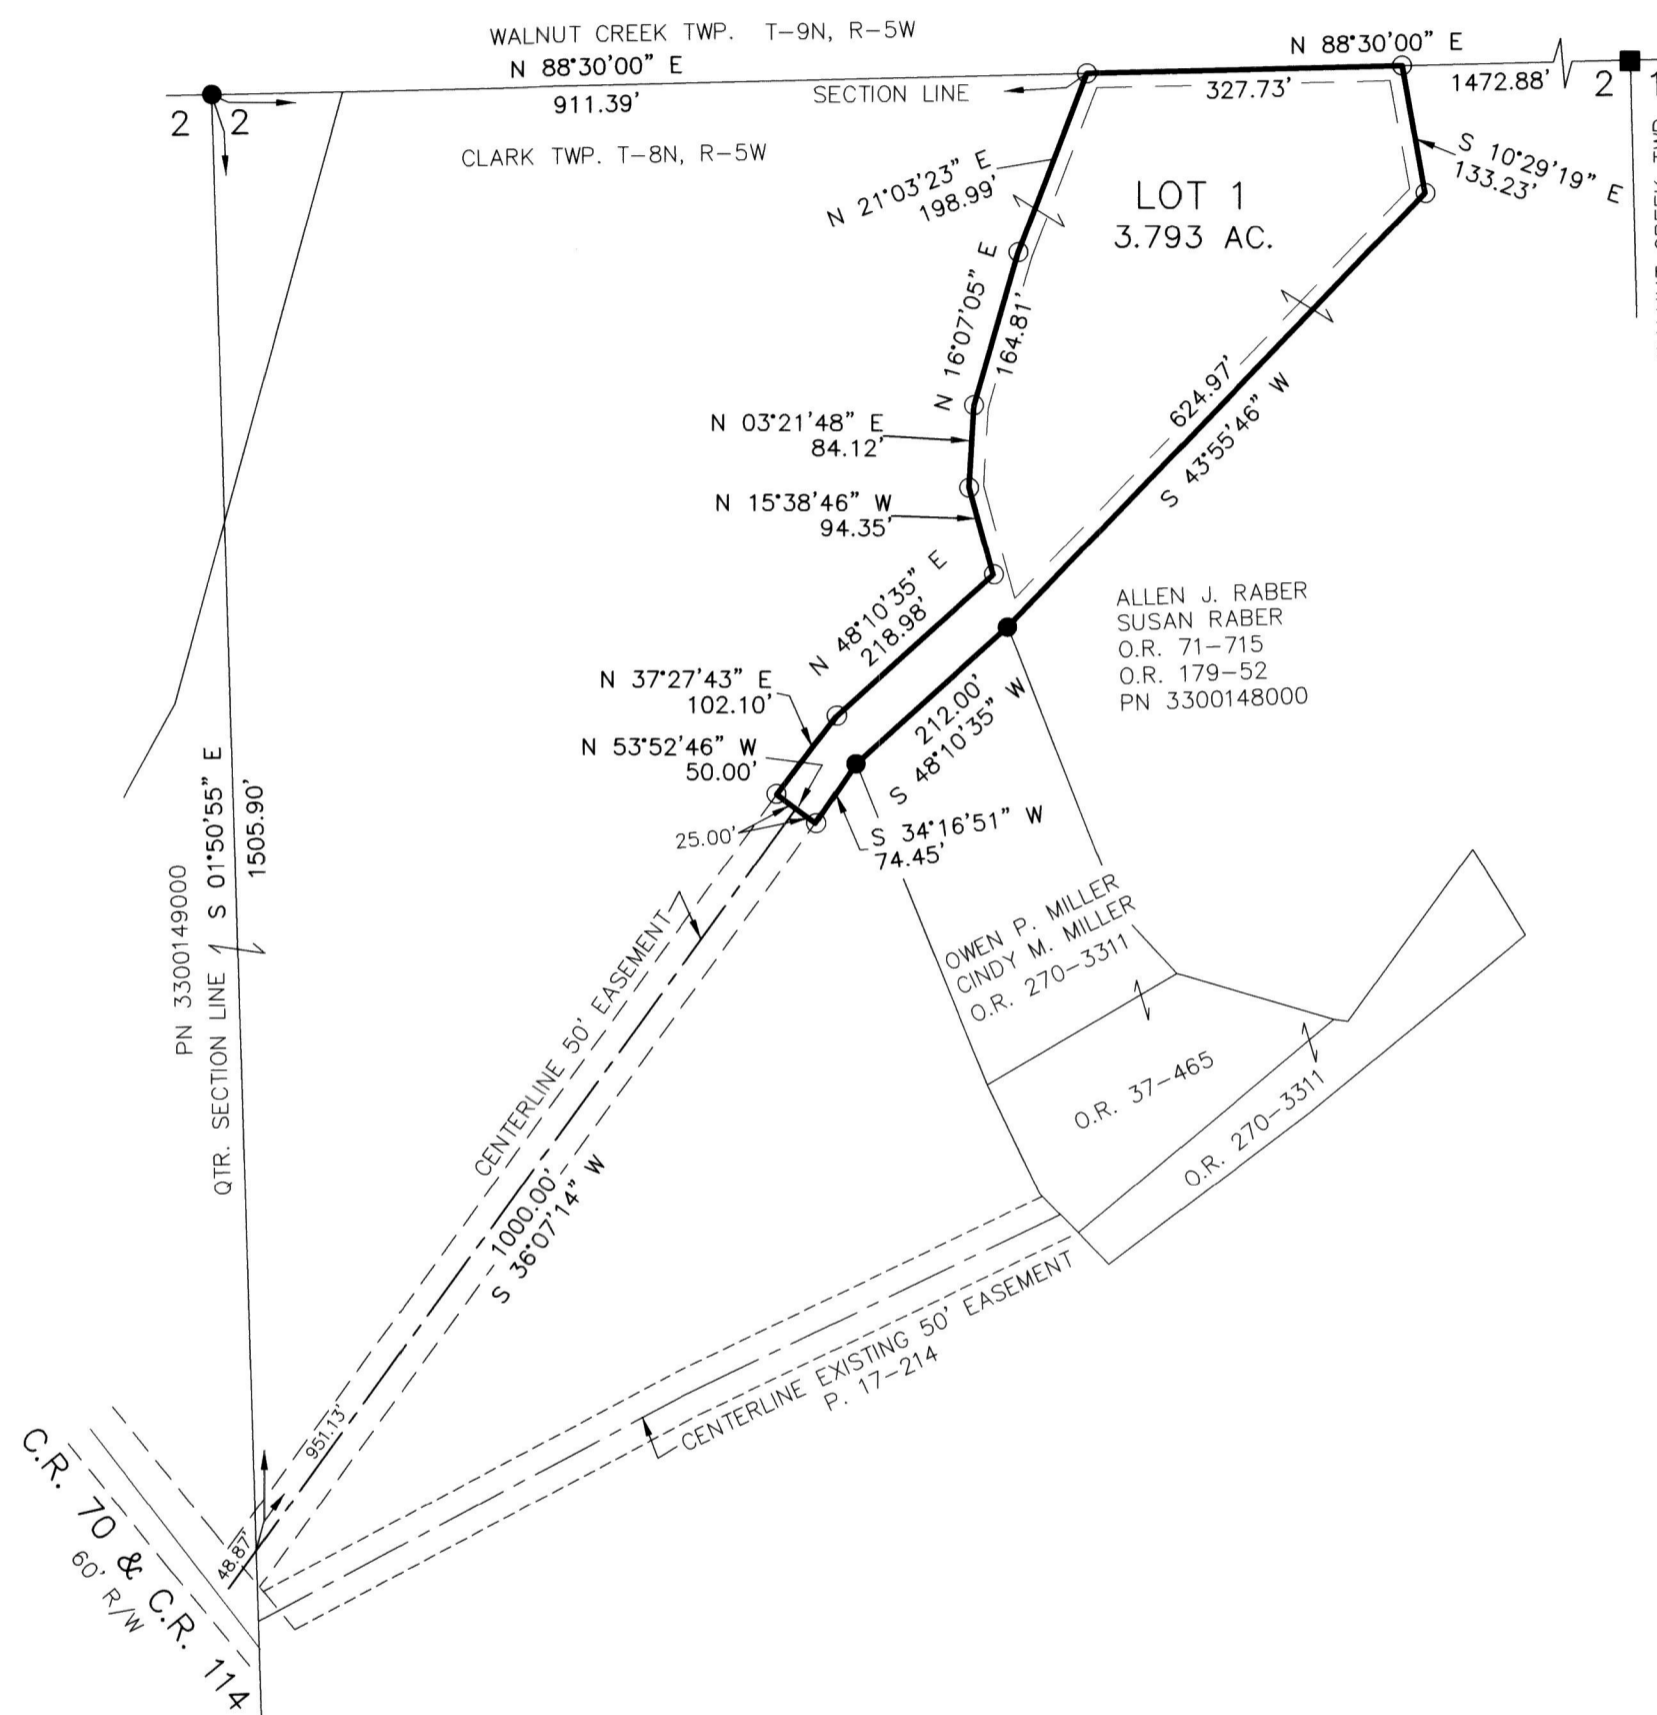 WALNUT CREEK TWP. T-9N, R-5W
N 88°30'00" E
911.39'
SECTION LINE
N 88°30'00" E
327.73'
1472.88'
2
2
2
CLARK TWP. T-8N, R-5W
N 21°03'23" E
198.99'
LOT 1
3.793 AC.
S 10°29'19" E
133.23'
N 16°07'05" E
164.81'
N 03°21'48" E
84.12'
N 15°38'46" W
94.35'
624.97'
S 43°55'46" W
N 48°10'35" E
218.98'
ALLEN J. RABER
SUSAN RABER
O.R. 71-715
O.R. 179-52
PN 3300148000
N 37°27'43" E
102.10'
N 53°52'46" W
50.00'
25.00'
212.00'
S 48°10'35" W
S 34°16'51" W
74.45'
PN 3300149000
QTR. SECTION LINE
S 01°50'55" E
1505.90'
OWEN P. MILLER
CINDY M. MILLER
O.R. 270-3311
O.R. 37-465
O.R. 270-3311
CENTERLINE 50' EASEMENT
1000.00'
S 36°07'14" W
CENTERLINE EXISTING 50' EASEMENT
P. 17-214
951.13'
48.87'
C.R. 70 & C.R. 114
60' R/W